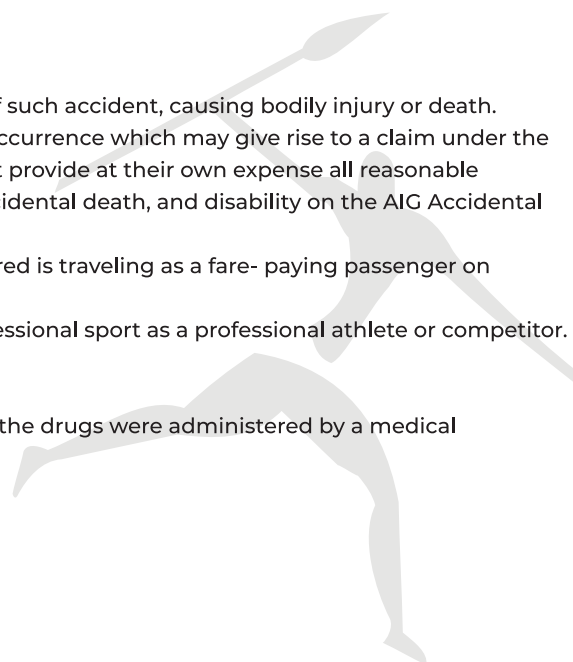 such accident, causing bodily injury or death.
ccurrence which may give rise to a claim under the
provide at their own expense all reasonable
idental death, and disability on the AIG Accidental
red is traveling as a fare- paying passenger on
essional sport as a professional athlete or competitor.
the drugs were administered by a medical